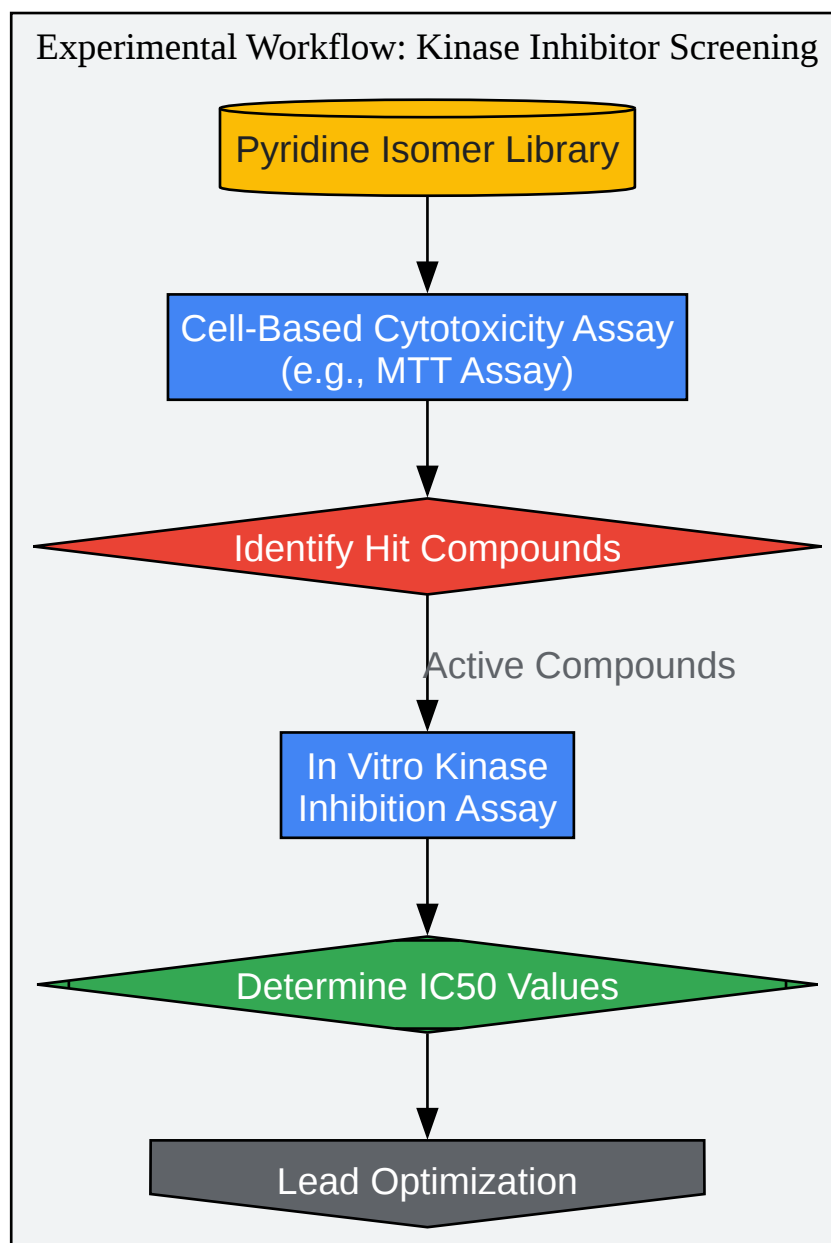 Experimental Workflow: Kinase Inhibitor Screening
Pyridine Isomer Library
Cell-Based Cytotoxicity Assay
(e.g., MTT Assay)
Identify Hit Compounds
Active Compounds
In Vitro Kinase
Inhibition Assay
Determine IC50 Values
Lead Optimization